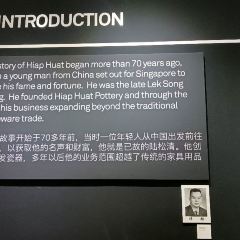 INTRODUCTION
story of Hiap Huat began more than 70 years ago,
a young man from China set out for Singapore to
his fame and fortune. He was the late Lek Song
g. He founded Hiap Huat Pottery and through the
his business expanding beyond the traditional
ware trade.
故事开始于70多年前，当时一位年轻人从中国出发前往
，以获取他的名声和财富，他就是已故的陆松清。他创
发瓷器，多年以后他的业务范围超越了传统的家具用品